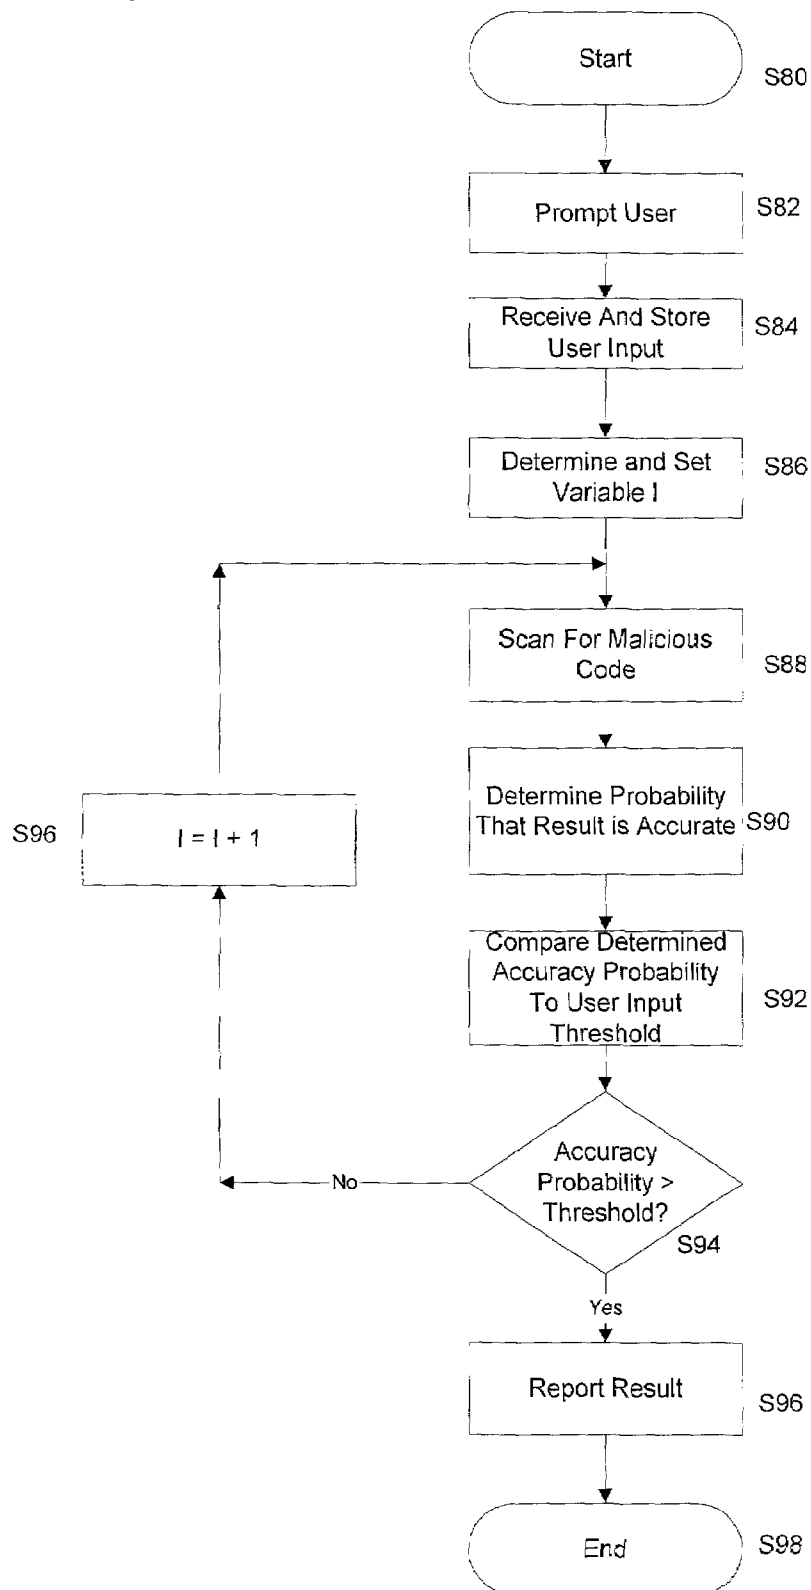 Start
S80
Prompt User
S82
Receive And Store
User Input
S84
Determine and Set
Variable I
S86
Scan For Malicious
Code
S88
Determine Probability
That Result is Accurate
S90
S96
I = I + 1
Compare Determined
Accuracy Probability
To User Input
Threshold
S92
Accuracy
Probability >
Threshold?
S94
No
Yes
Report Result
S96
End
S98